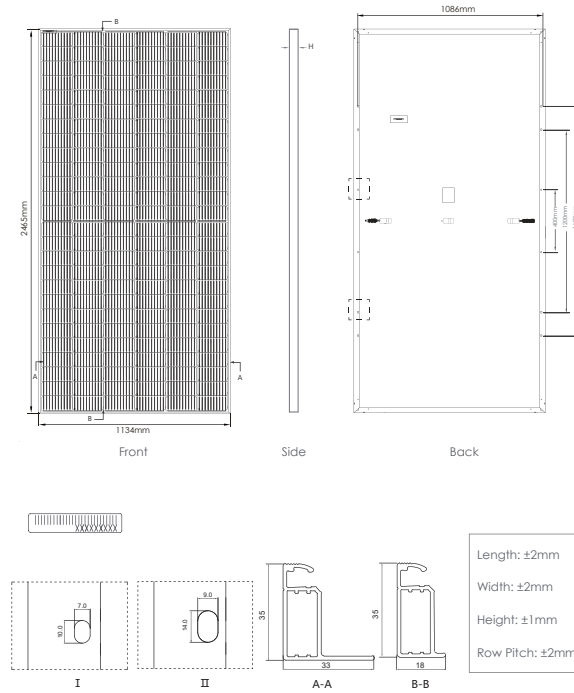 1086mm
B
H
2465mm
400mm
1200mm
A
A
B
1134mm
Front
Side
Back
7.0
10.0
9.0
14.0
35
33
35
18
Length: ±2mm
Width: ±2mm
Height: ±1mm
Row Pitch: ±2mm
I
II
A-A
B-B